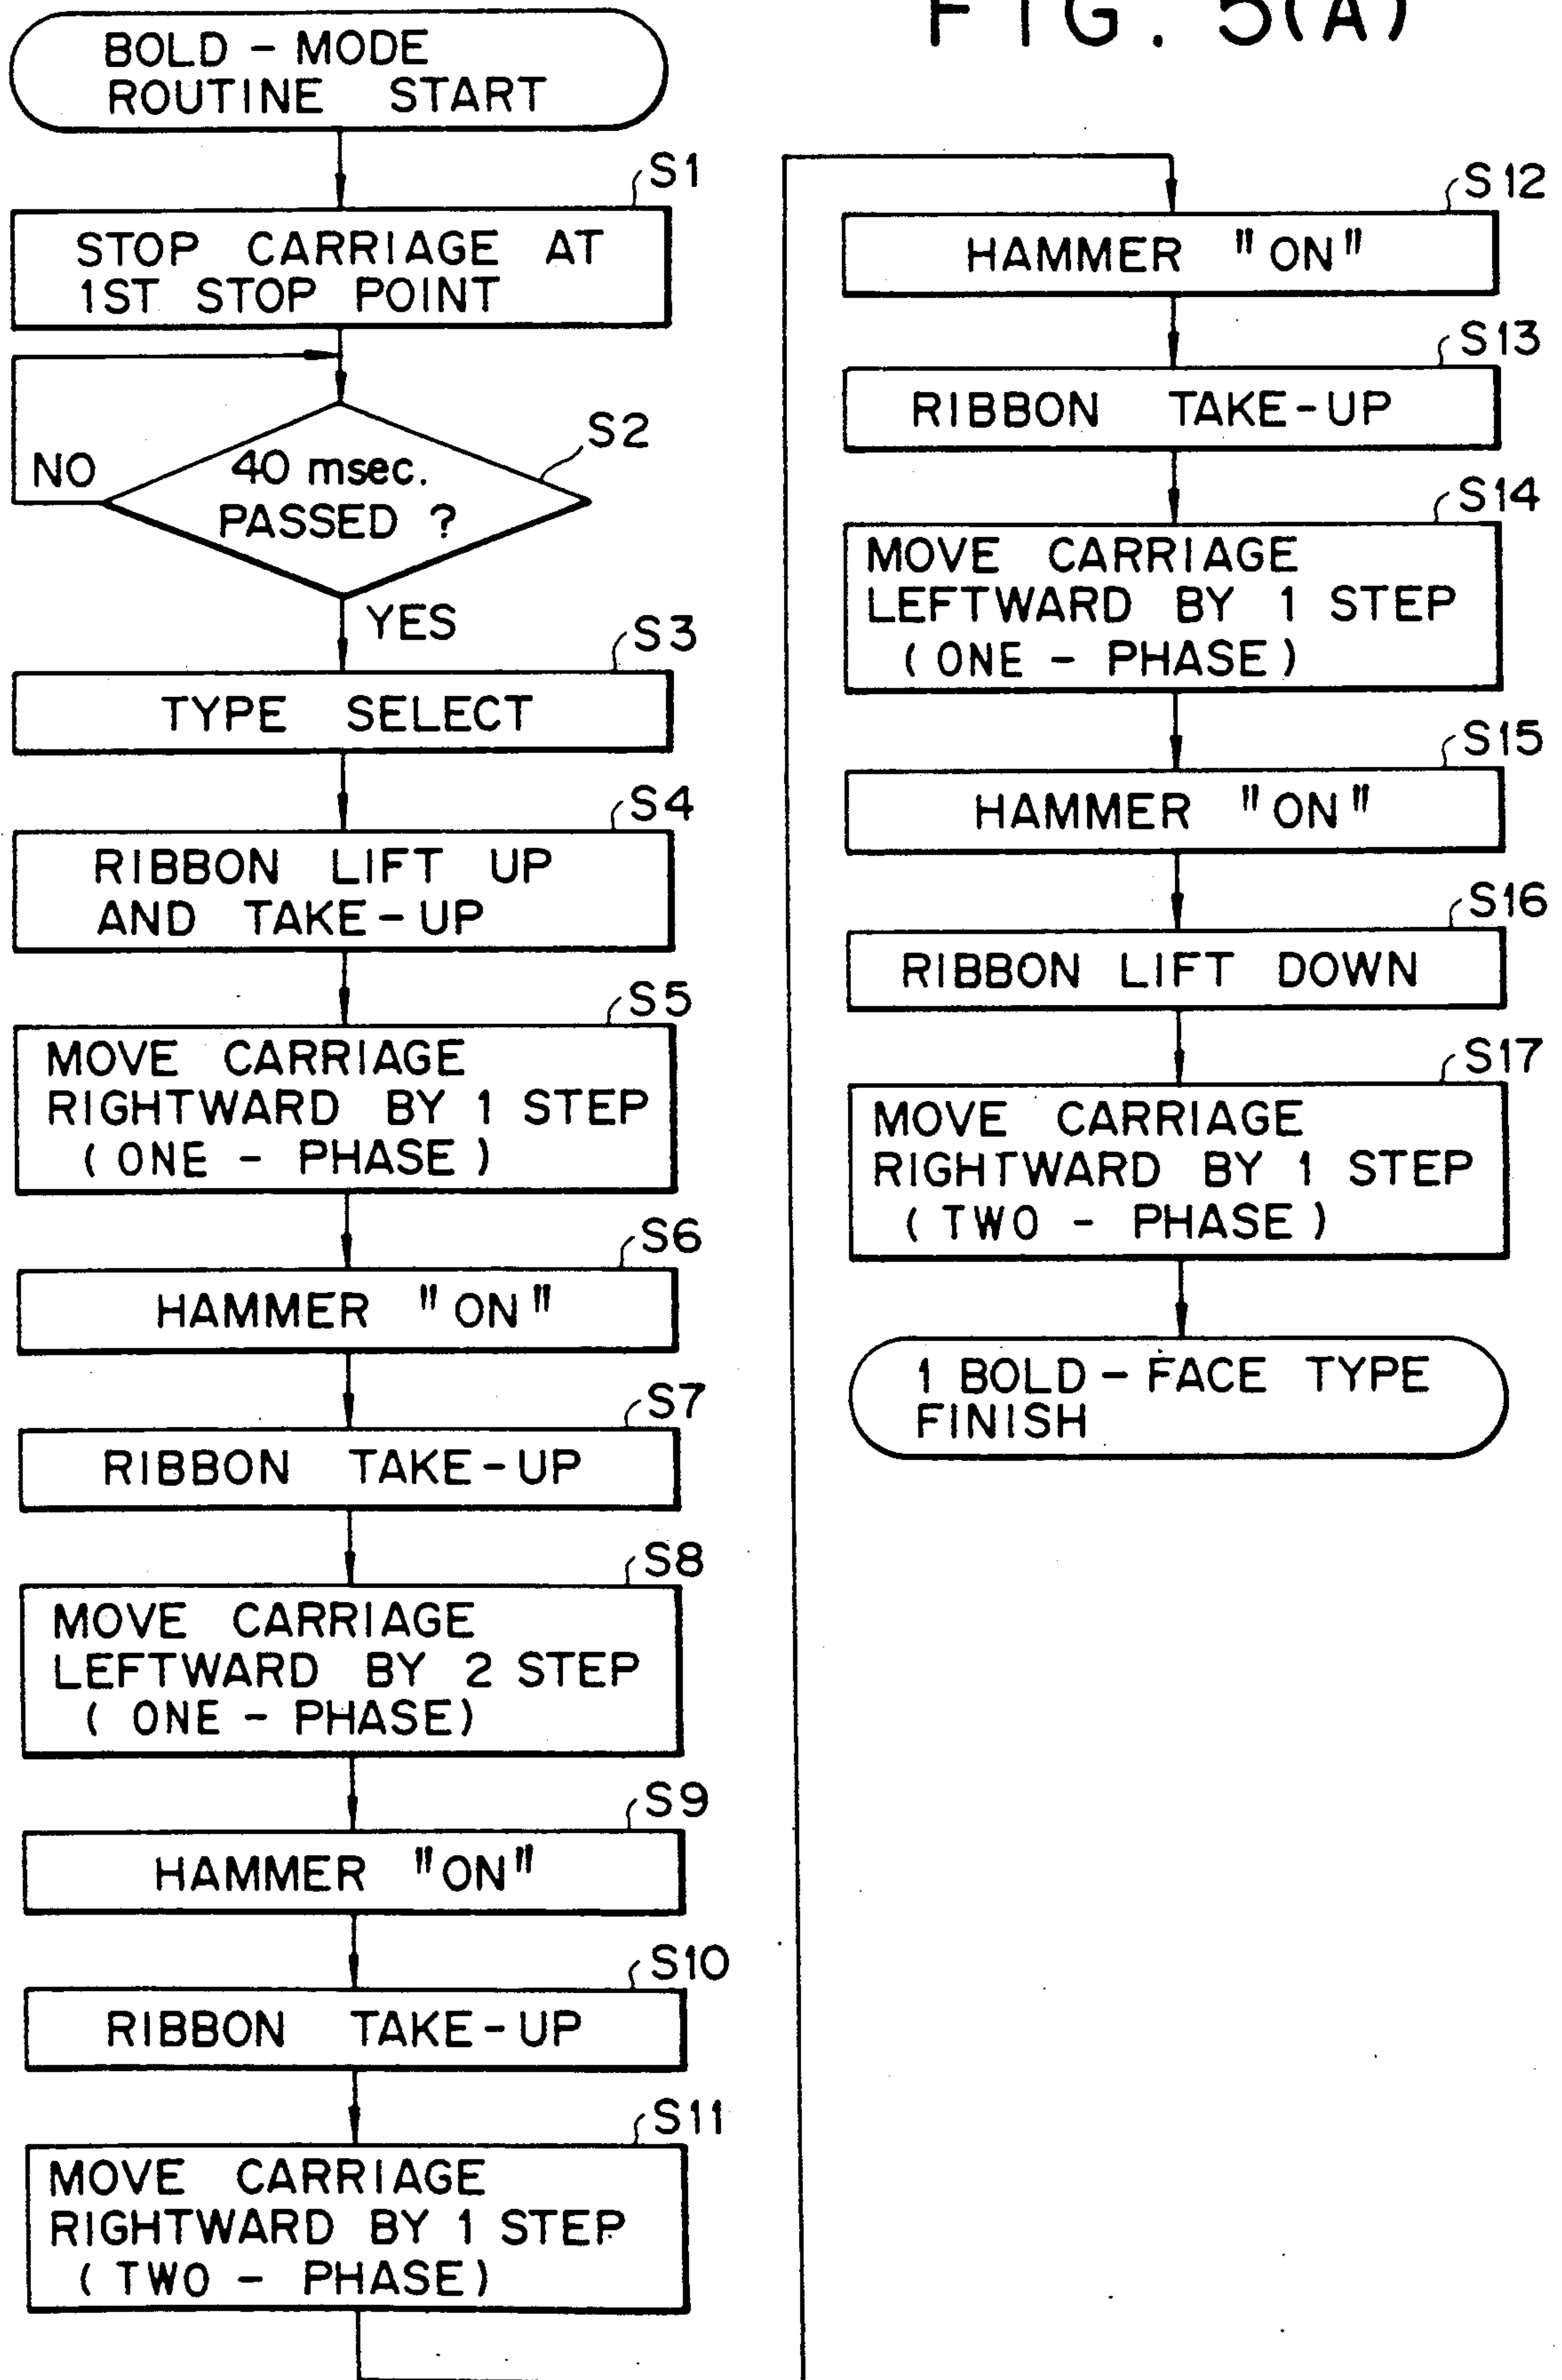 FIG. 5(A)
BOLD-MODE
ROUTINE START
S1
STOP CARRIAGE AT
1ST STOP POINT
S2
NO
40 msec.
PASSED ?
YES
S3
TYPE SELECT
S4
RIBBON LIFT UP
AND TAKE-UP
S5
MOVE CARRIAGE
RIGHTWARD BY 1 STEP
(ONE - PHASE)
S6
HAMMER "ON"
S7
RIBBON TAKE-UP
S8
MOVE CARRIAGE
LEFTWARD BY 2 STEP
(ONE - PHASE)
S9
HAMMER "ON"
S10
RIBBON TAKE-UP
S11
MOVE CARRIAGE
RIGHTWARD BY 1 STEP
(TWO - PHASE)
S12
HAMMER "ON"
S13
RIBBON TAKE-UP
S14
MOVE CARRIAGE
LEFTWARD BY 1 STEP
(ONE - PHASE)
S15
HAMMER "ON"
S16
RIBBON LIFT DOWN
S17
MOVE CARRIAGE
RIGHTWARD BY 1 STEP
(TWO - PHASE)
1 BOLD-FACE TYPE
FINISH